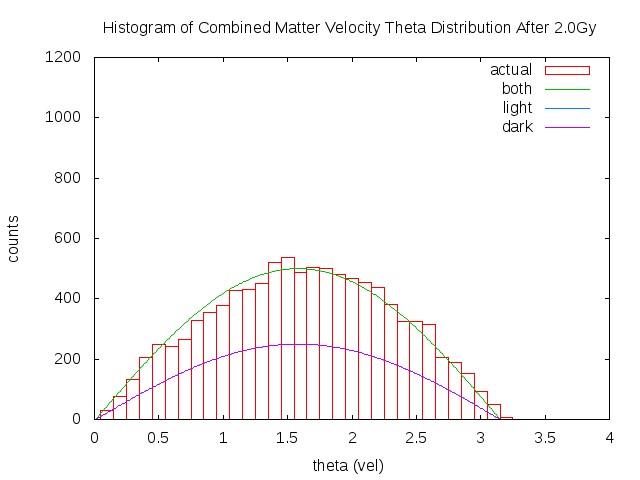 Histogram of Combined Matter Velocity Theta Distribution After 2.0Gy
1200
1000
800
600
400
200
0
counts
actual
both
light
dark
0 0.5 1 1.5 2 2.5 3 3.5 4
theta (vel)